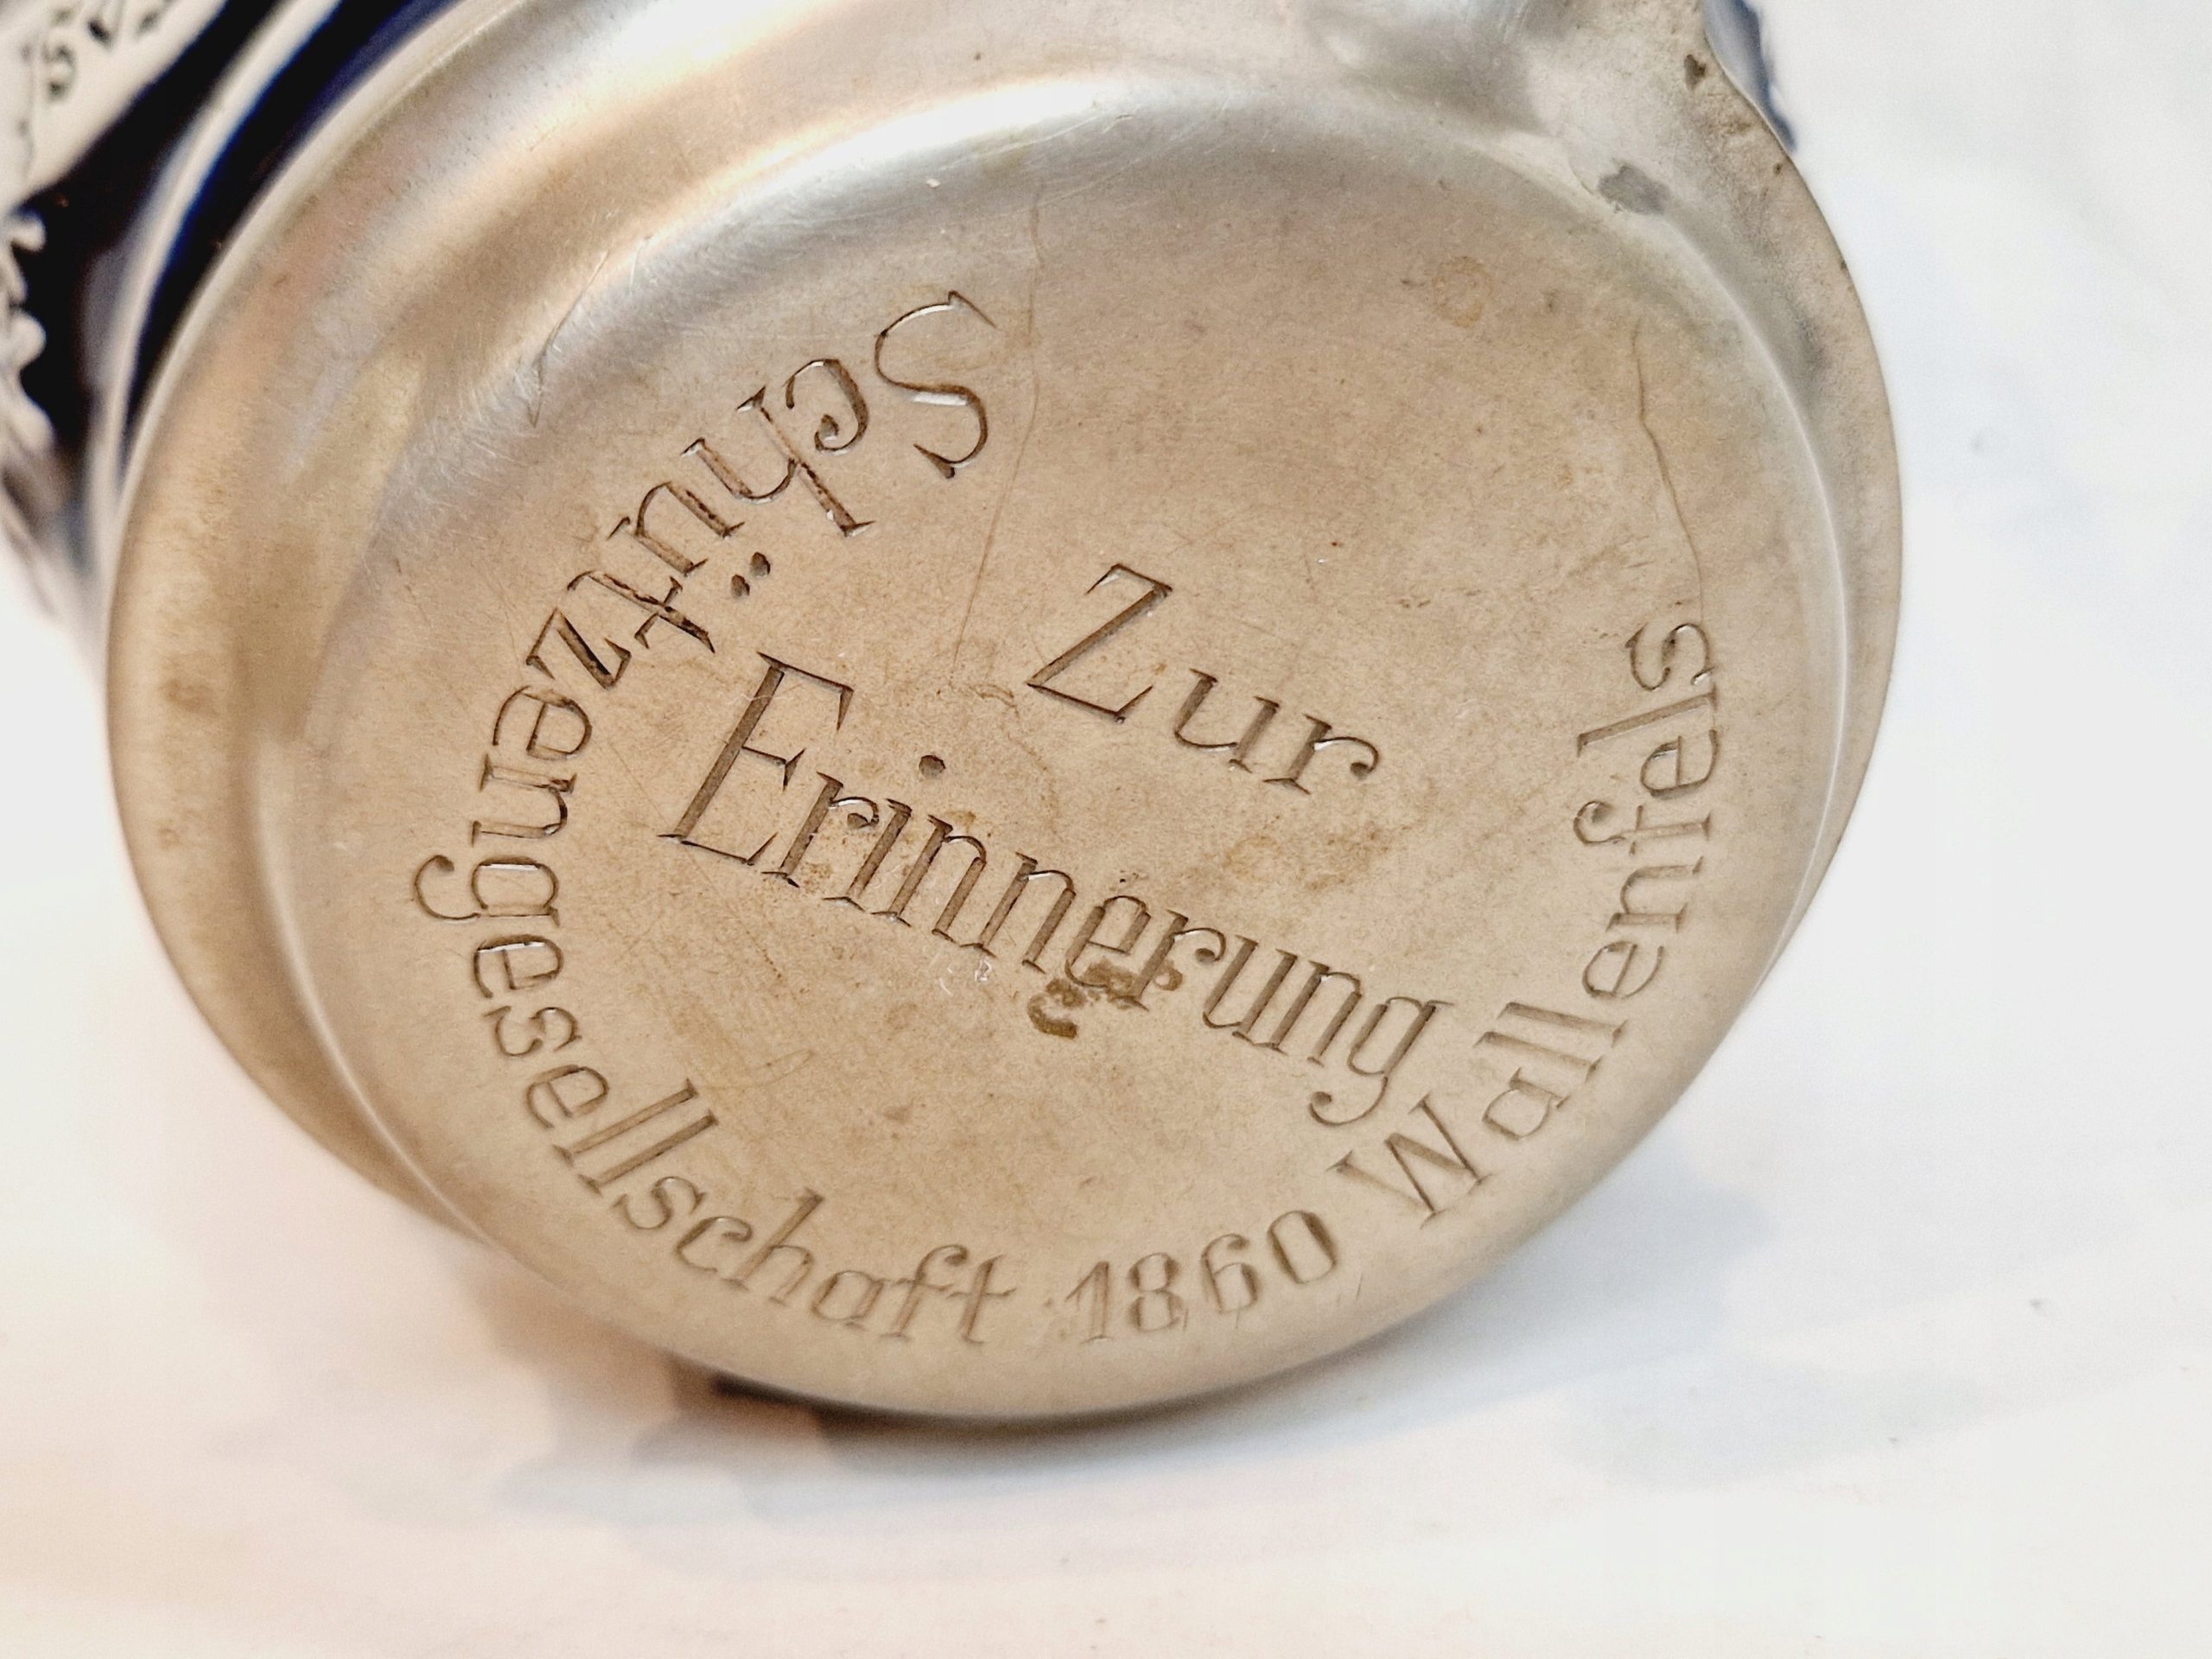 Zur
Erinnerung
Schützengesellschaft 1860 Wallenfels